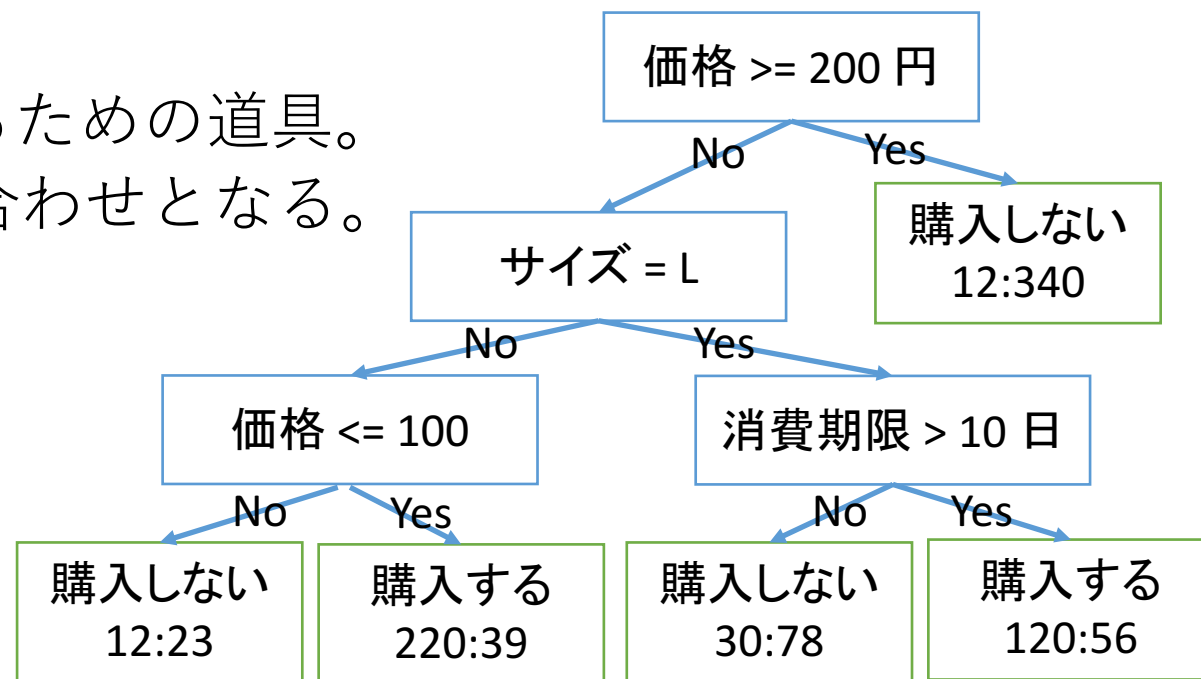 るための道具。
合わせとなる。
価格 >= 200 円
No
Yes
サイズ = L
購入しない
12:340
No
Yes
価格 <= 100
消費期限 > 10 日
No
Yes
No
Yes
購入しない
12:23
購入する
220:39
購入しない
30:78
購入する
120:56